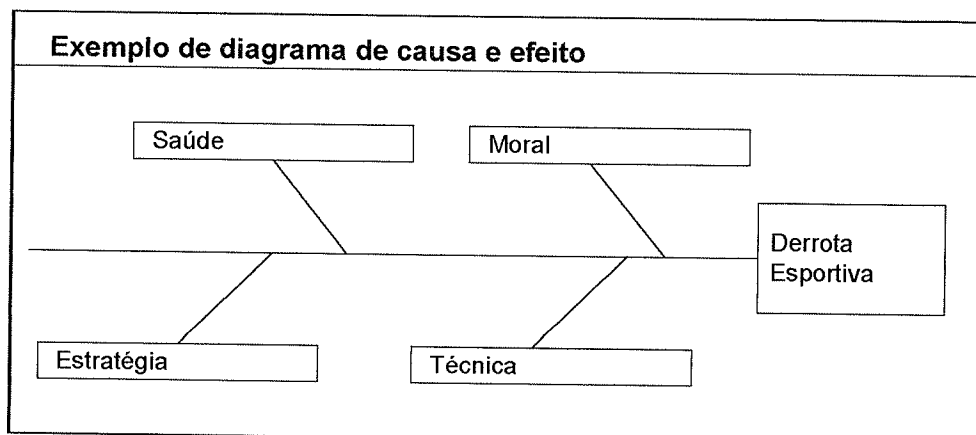 Exemplo de diagrama de causa e efeito
Saúde
Moral
Derrota
Esportiva
Estratégia
Técnica